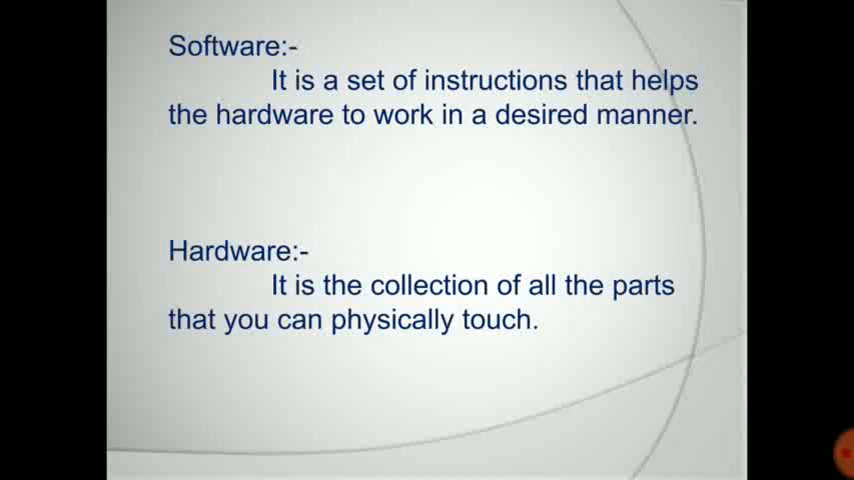 Software:-
It is a set of instructions that helps
the hardware to work in a desired manner.
Hardware:-
It is the collection of all the parts
that you can physically touch.